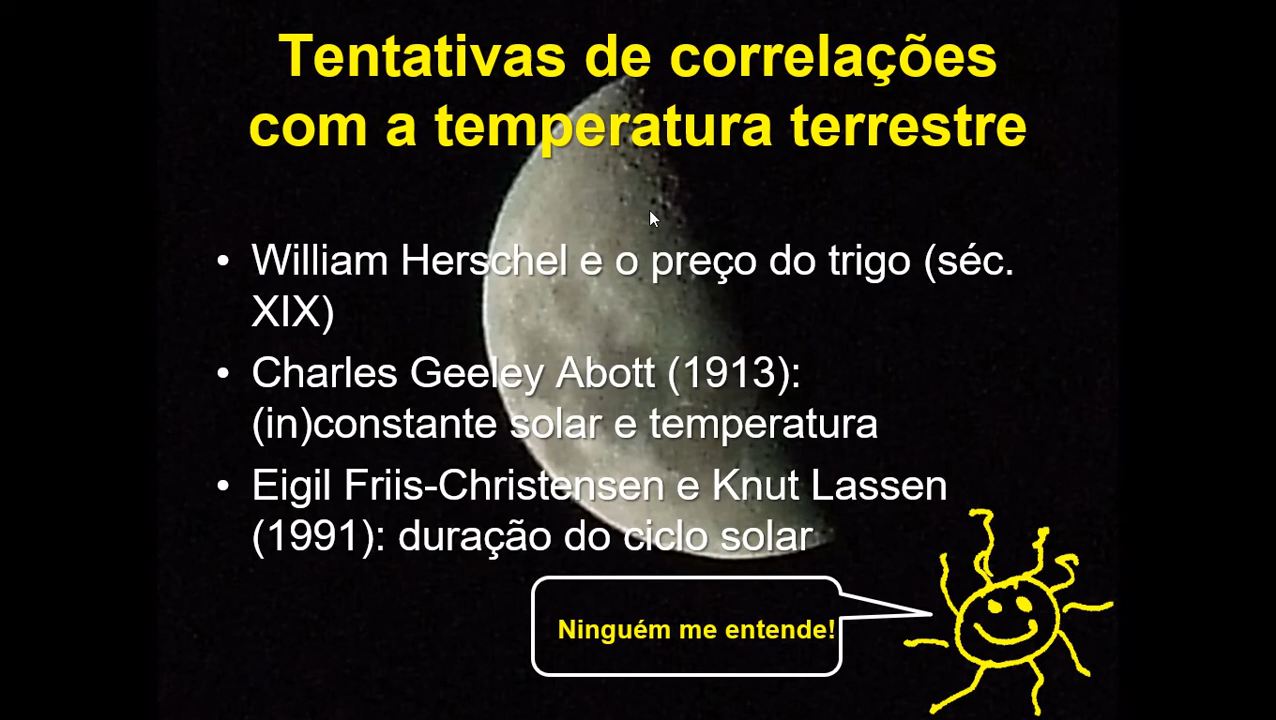 Tentativas de correlações
com a temperatura terrestre
• William Herschel e o preço do trigo (séc.
XIX)
• Charles Geeley Abott (1913):
(in)constante solar e temperatura
• Eigil Friis-Christensen e Knut Lassen
(1991): duração do ciclo solar
Ninguém me entende!